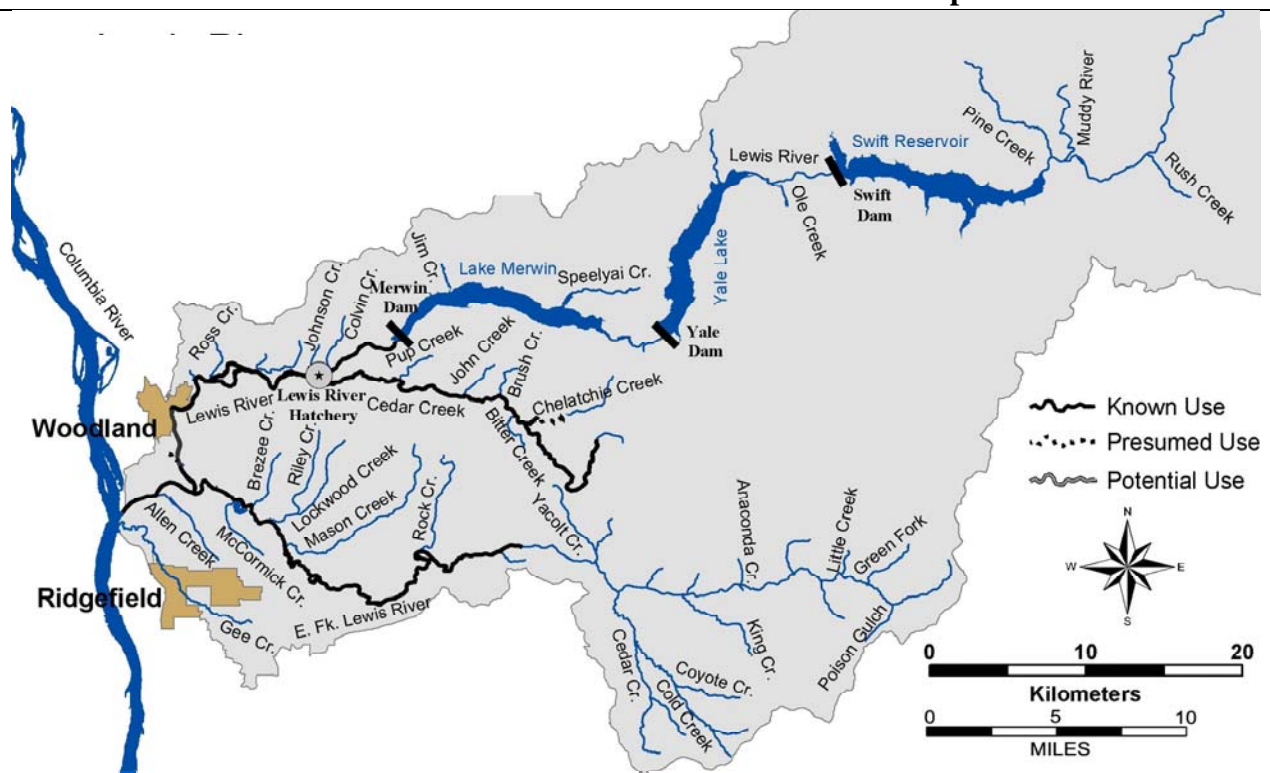 Pine Creek
Muddy River
Rush Creek
Swift Reservoir
Lewis River
Swift
Dam
Ole Creek
Yale Lake
Yale
Dam
Columbia River
Jim Cr.
Lake Merwin
Speelyai Cr.
Merwin
Dam
Ross Cr.
Johnson Cr.
Colvin Cr.
Pup Creek
John Creek
Brush Cr.
Chelatchie Creek
Woodland
Lewis River
Lewis River
Hatchery
Cedar Creek
Bitter Creek
Brezee Cr.
Riley Cr.
Lockwood Creek
Mason Creek
Rock Cr.
Yacolt Cr.
Allen Creek
McCormick Cr.
Ridgefield
Gee Cr.
E. Fk. Lewis River
Anaconda Cr.
Little Creek
Green Fork
King Cr.
Poison Gulch
Cedar Cr.
Coyote Cr.
Cold Creek
Known Use
Presumed Use
Potential Use
N
W E
S
0 10 20
Kilometers
0 5 10
MILES